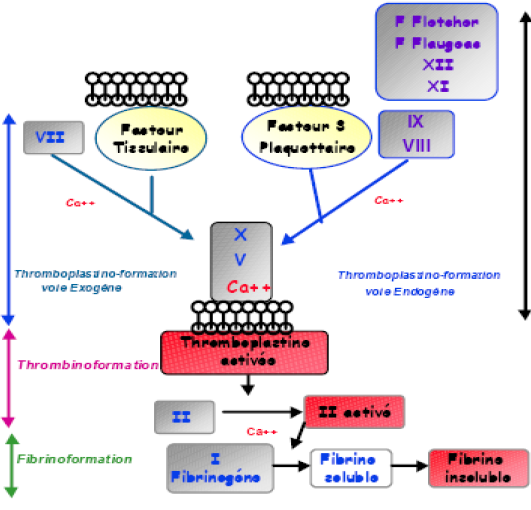 F Fletcher
F Flaugeac
XII
XI
VII
Facteur
Tissulaire
Facteur 3
Plaquettaire
IX
VIII
Ca++
Ca++
X
V
Ca++
Thromboplastino-formation
voie Exogène
Thromboplastino-formation
voie Endogène
Thromboplastine
activée
Thrombinoformation
II
II activé
Ca++
I
Fibrinogéne
Fibrine
soluble
Fibrine
insoluble
Fibrinoformation